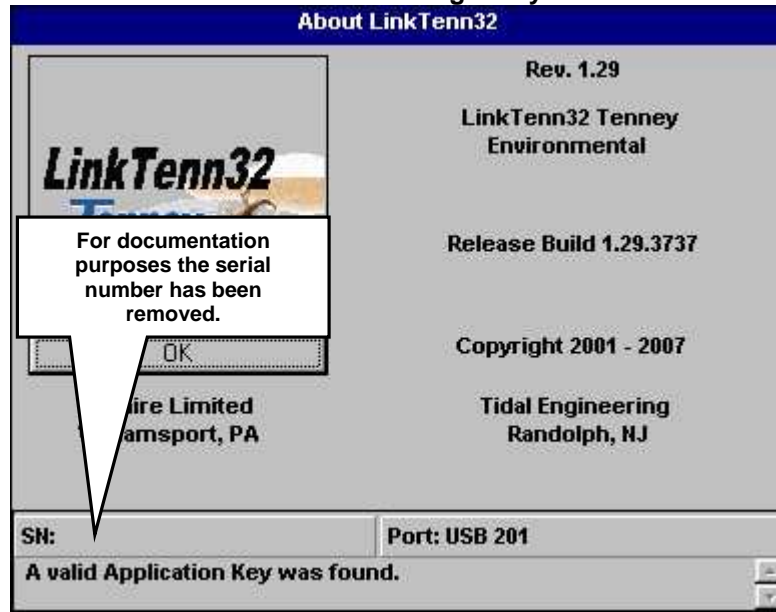 About LinkTenn32
Rev. 1.29
LinkTenn32 Tenney
Environmental
LinkTenn32
For documentation
purposes the serial
number has been
removed.
Release Build 1.29.3737
OK
Copyright 2001 - 2007
Limited
PA
Tidal Engineering
Randolph, NJ
SN:
Port: USB 201
A valid Application Key was found.